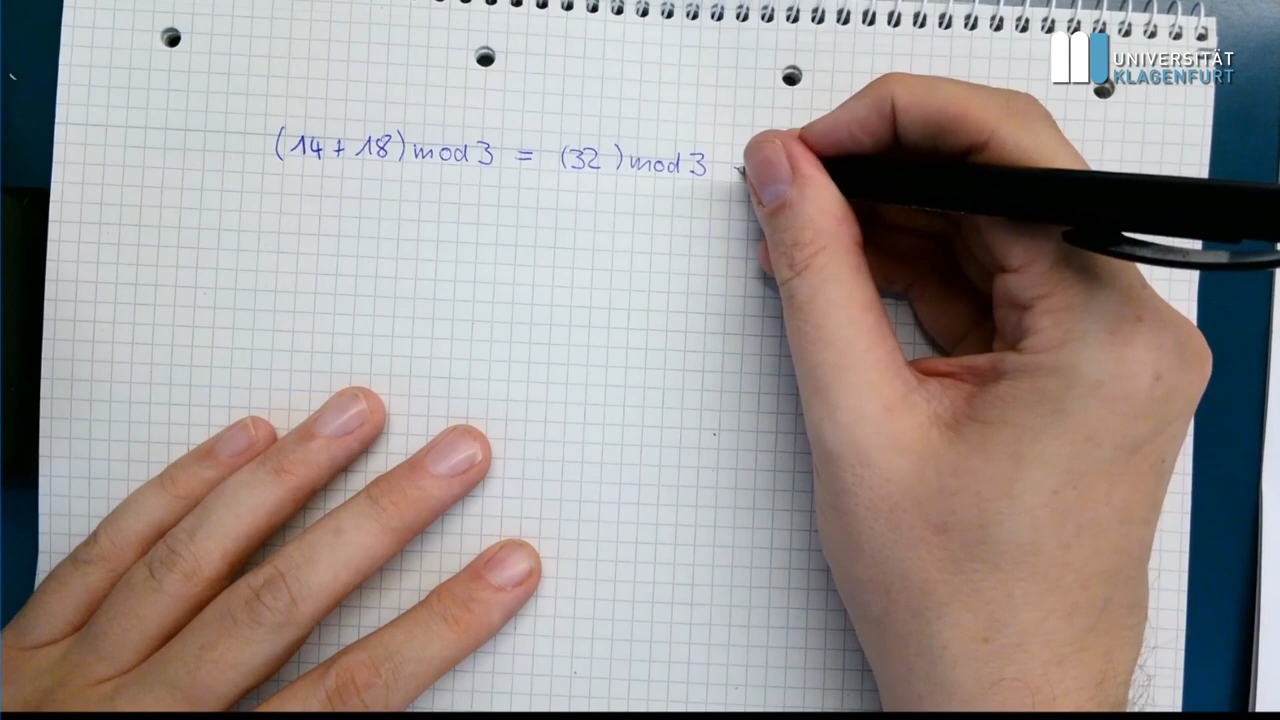 UNIVERSITÄT
KLAGENFURT
(14 + 18) mod 3 = (32) mod 3